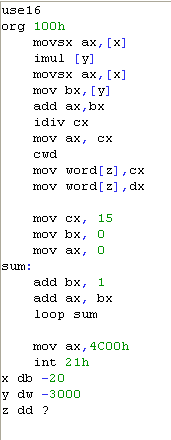 use16
org 100h
movsx ax,[x]
imul [y]
movsx ax,[x]
mov bx,[y]
add ax,bx
idiv cx
mov ax, cx
cwd
mov word[z],cx
mov word[z],dx
mov cx, 15
mov bx, 0
mov ax, 0
sum:
add bx, 1
add ax, bx
loop sum
mov ax,4C00h
int 21h
x db -20
y dw -3000
z dd ?